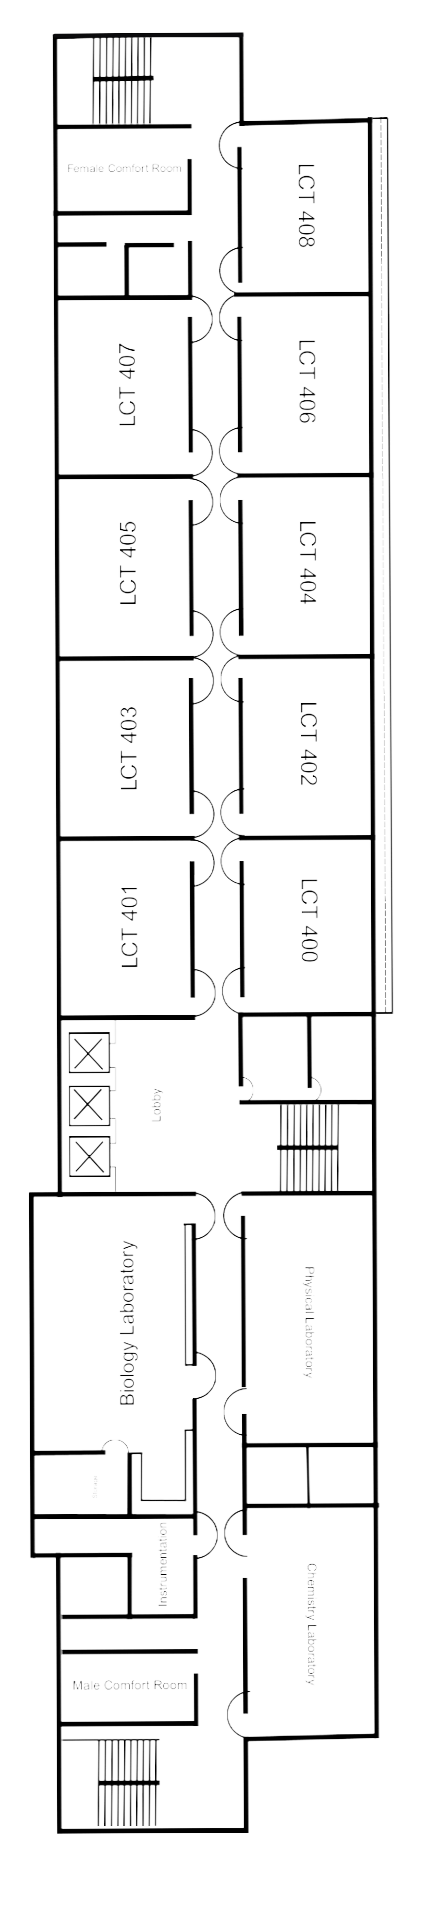 Female Comfort Room
LCT 408
LCT 407
LCT 406
LCT 405
LCT 404
LCT 403
LCT 402
LCT 401
LCT 400
Lobby
Biology Laboratory
Physical Laboratory
Instrumentation
Chemistry Laboratory
Male Comfort Room